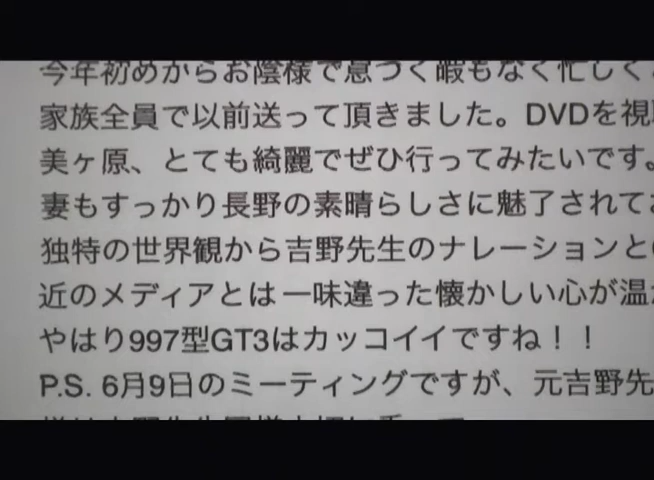 今年初めからお陰様で息つく暇もなく忙しく
家族全員で以前送って頂きました。DVDを視
美ヶ原、とても綺麗でぜひ行ってみたいです。
妻もすっかり長野の素晴らしさに魅了されて
独特の世界観から吉野先生のナレーションと
近のメディアとは一味違った懐かしい心が温
やはり997型GT3はカッコイイですね！！
P.S. 6月9日のミーティングですが、元吉野先